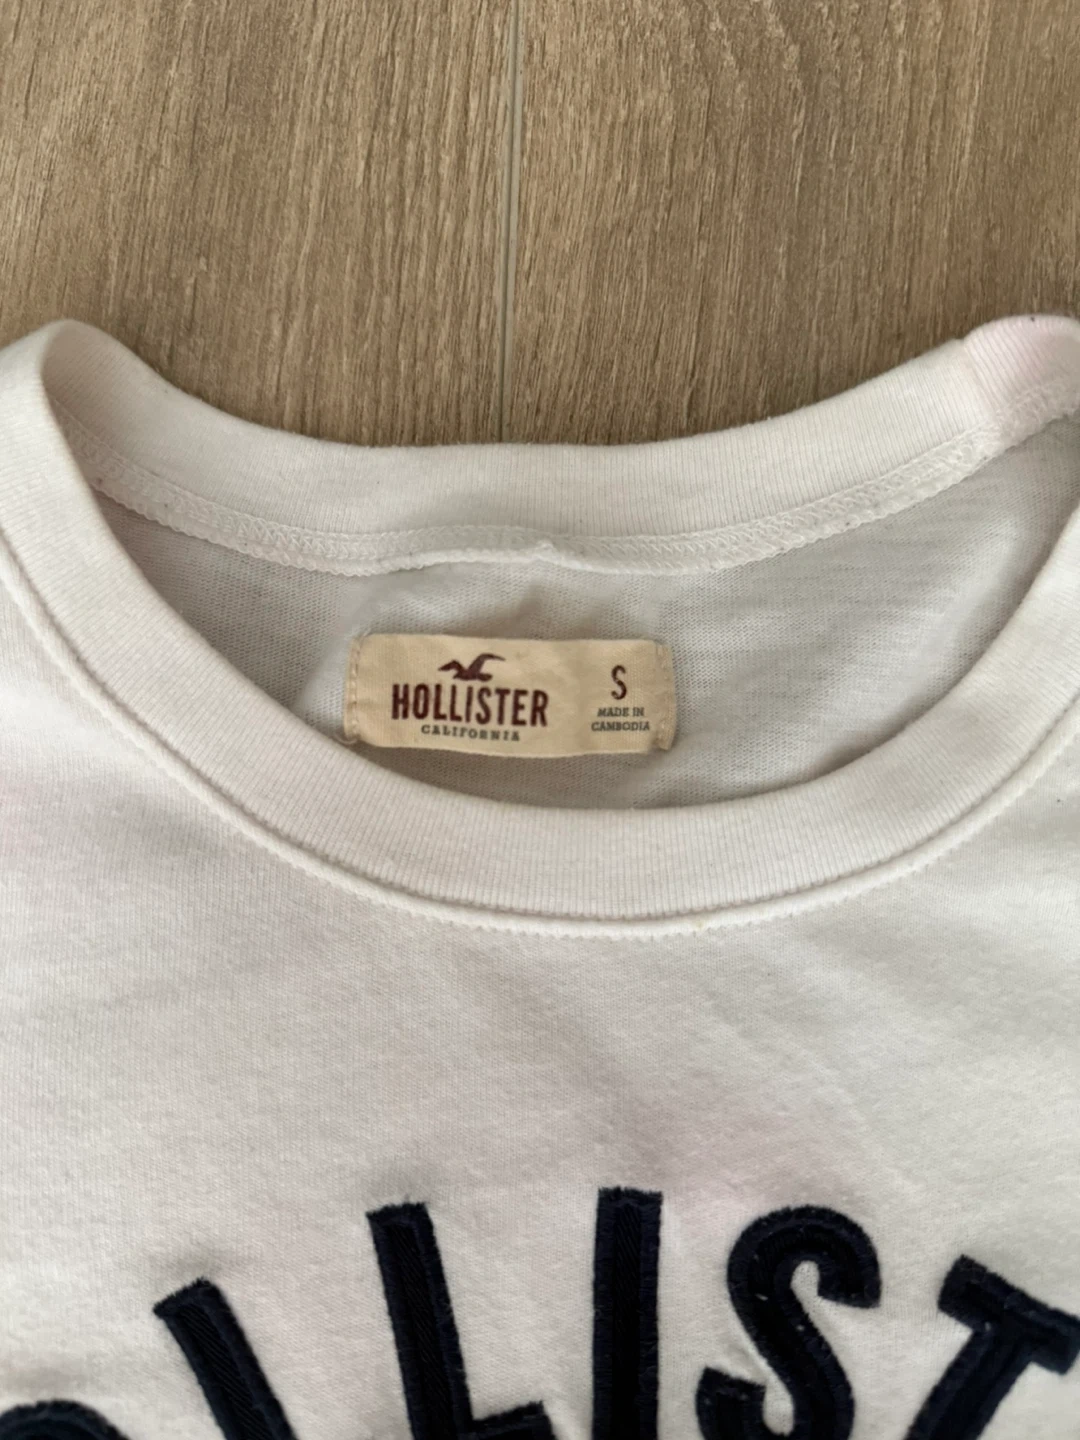 HOLLISTER
CALIFORNIA
S
MADE IN
CAMBODIA
OLLIST